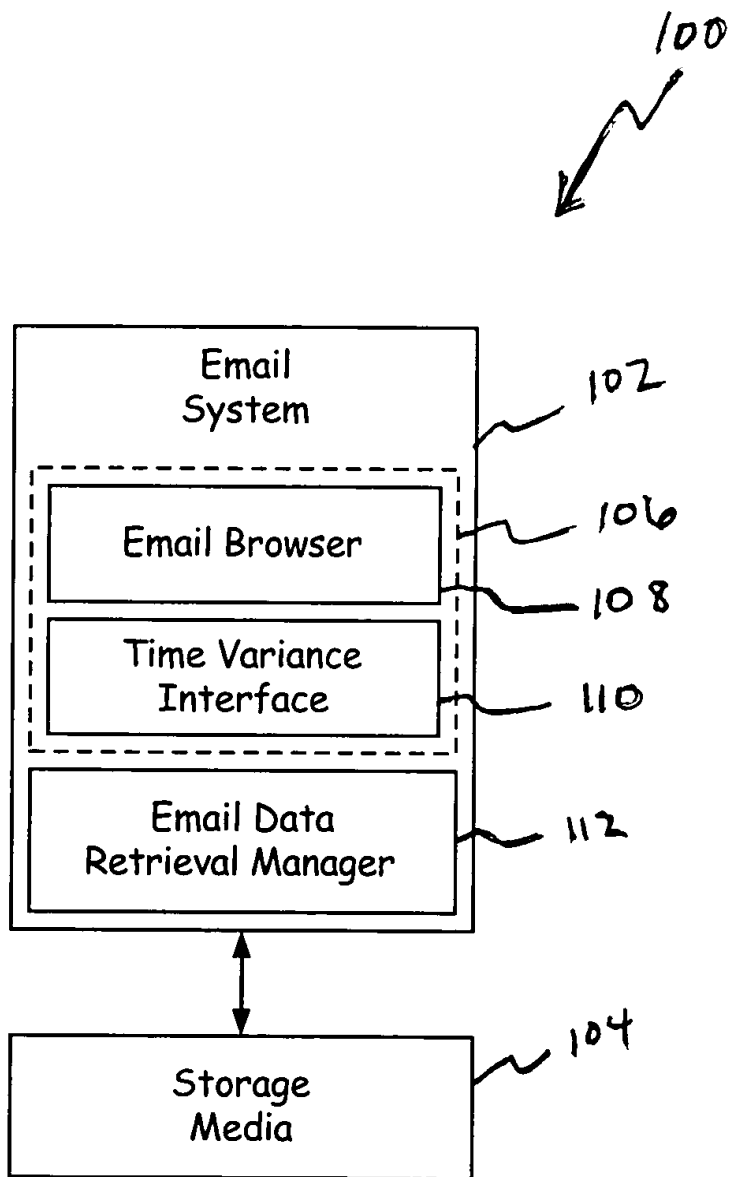 100
Email
System
102
Email Browser
106
108
Time Variance
Interface
110
Email Data
Retrieval Manager
112
Storage
Media
104